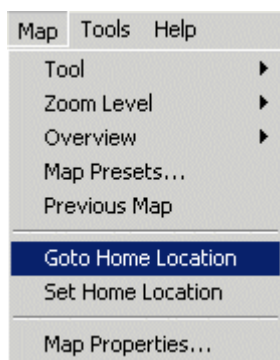 Map Tools Help
Tool
Zoom Level
Overview
Map Presets...
Previous Map
Goto Home Location
Set Home Location
Map Properties...